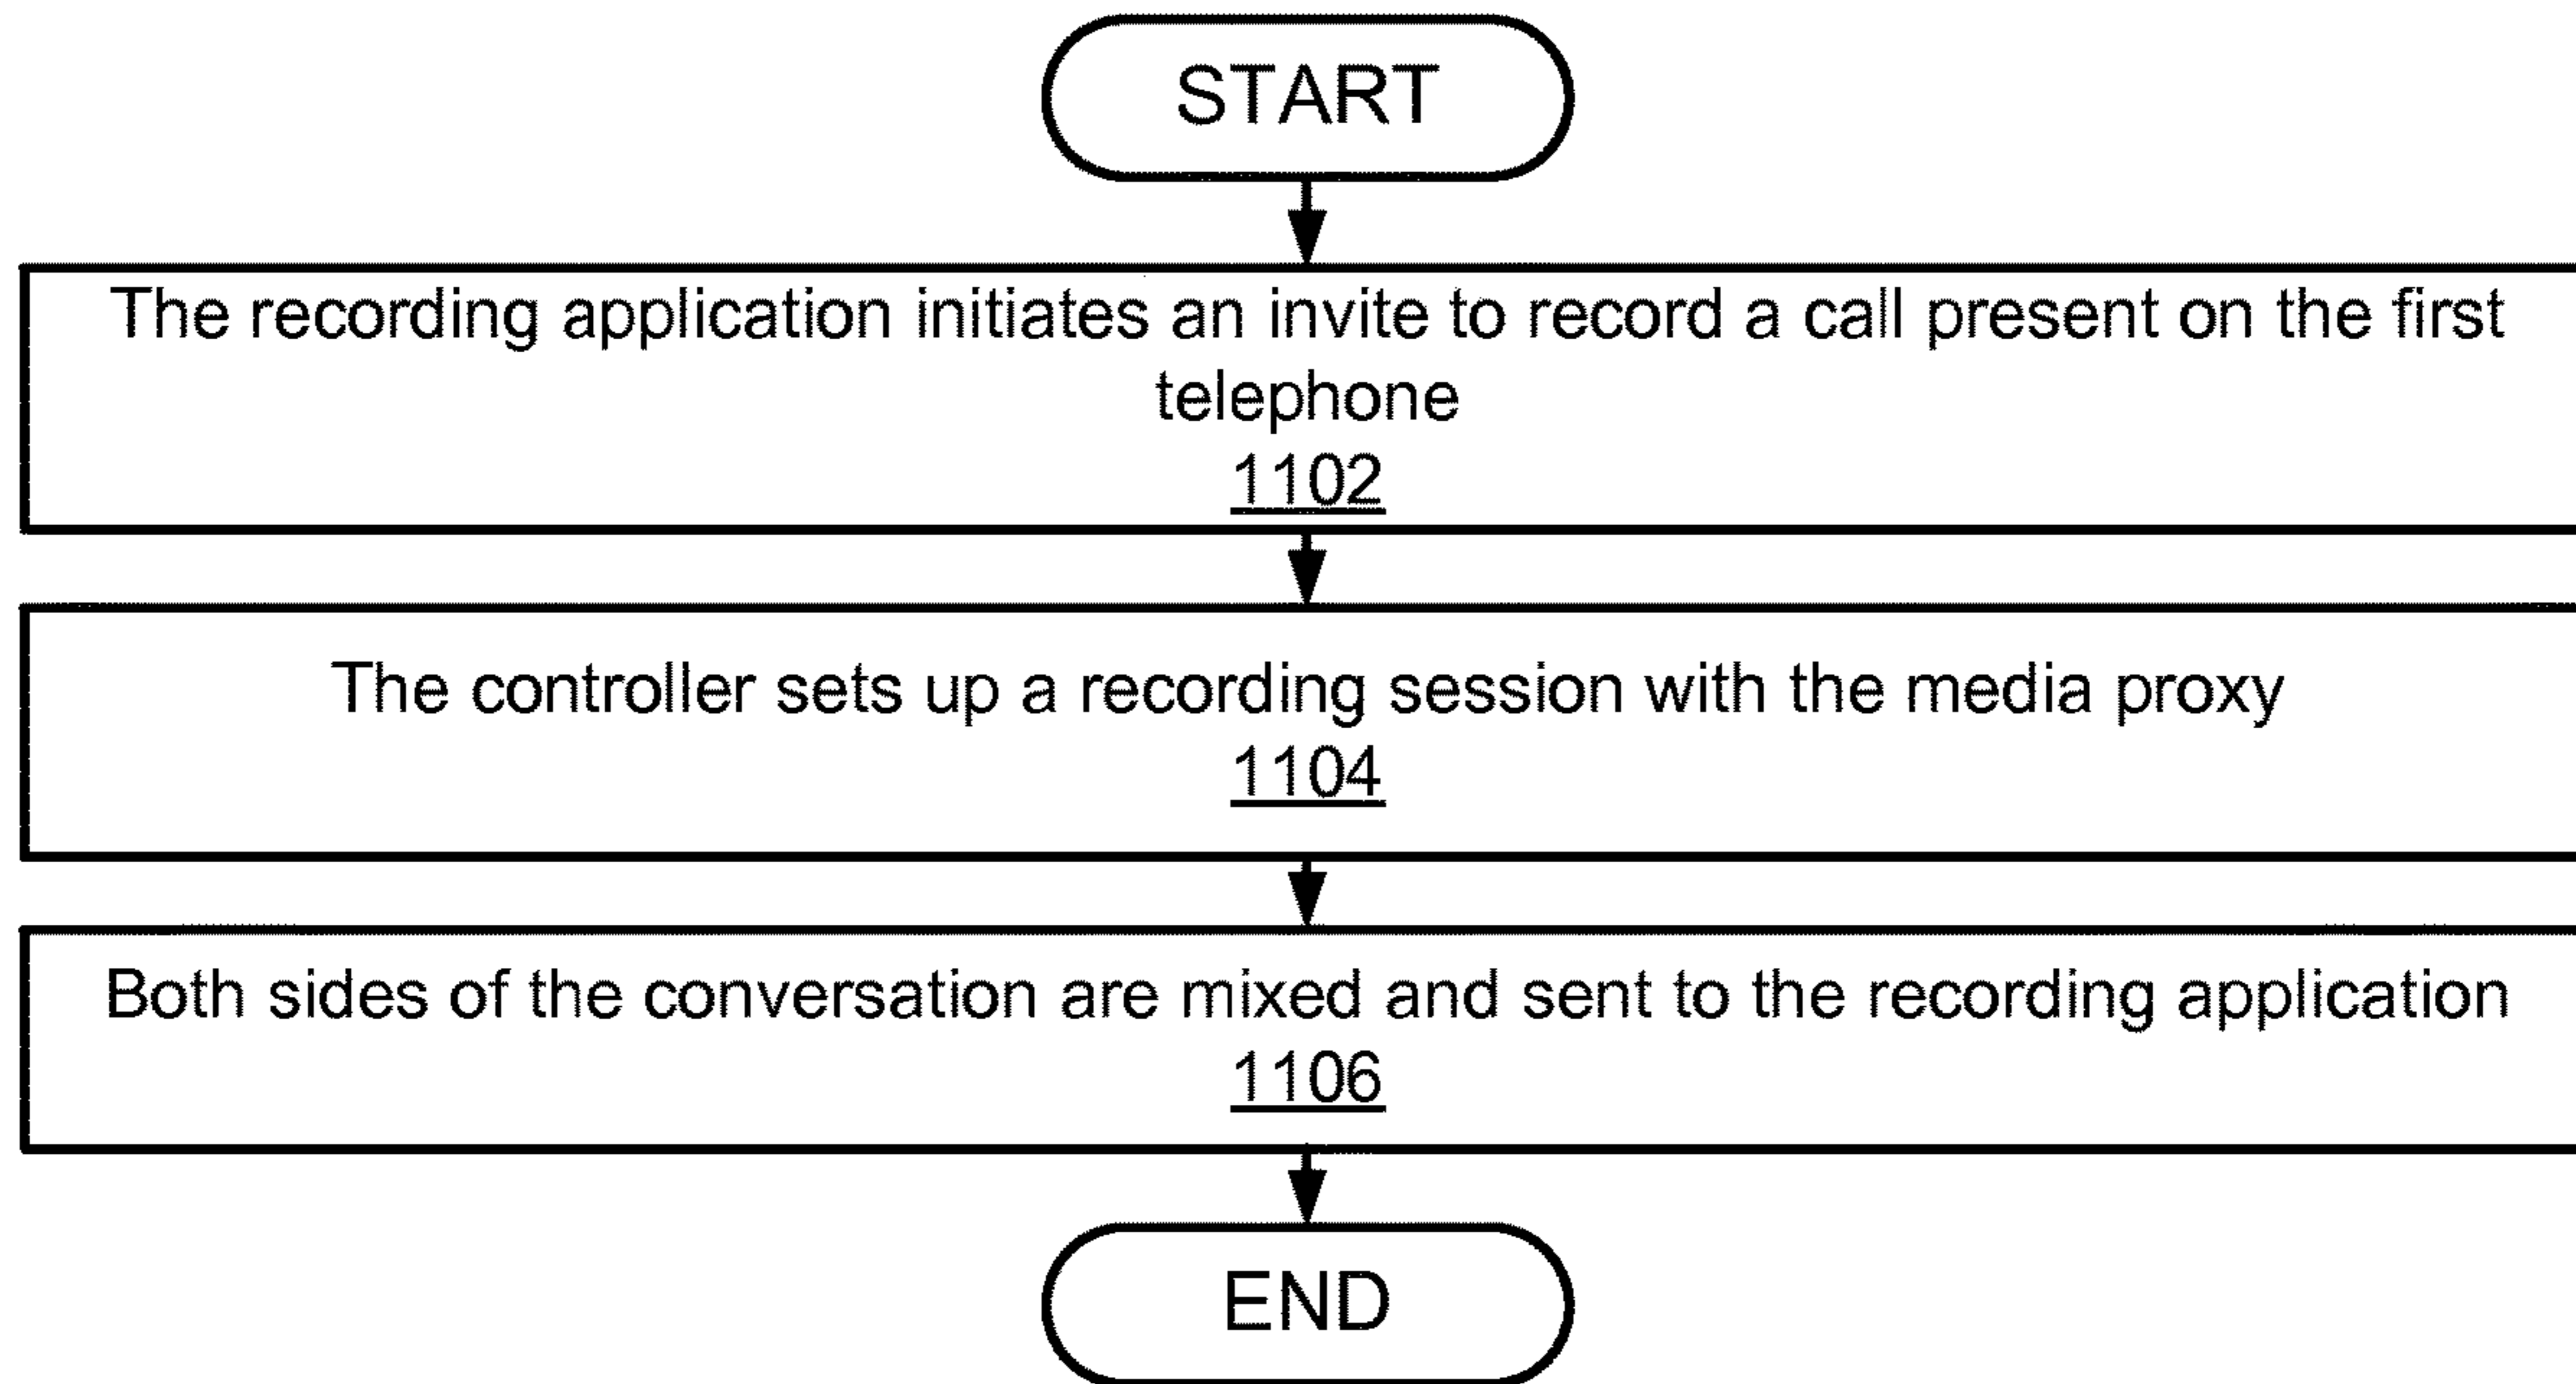 START
The recording application initiates an invite to record a call present on the first
telephone
1102
The controller sets up a recording session with the media proxy
1104
Both sides of the conversation are mixed and sent to the recording application
1106
END